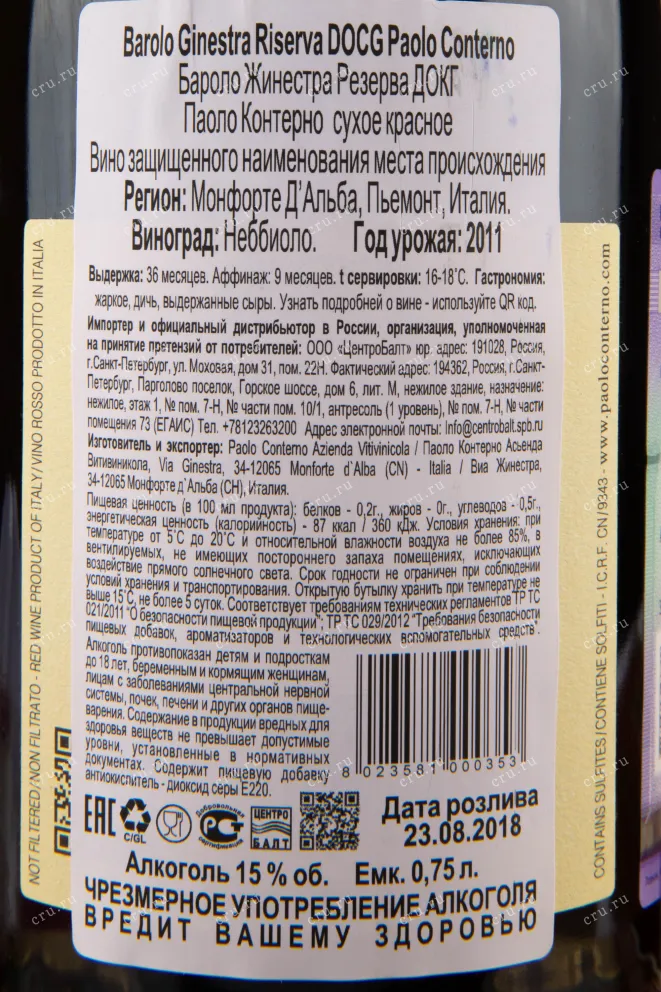 Barolo Ginestra Riserva DOCG Paolo Conterno
Бароло Жинестра Резерва ДОКГ
Паоло Контерно сухое красное
Вино защищенного наименования места происхождения
Регион: Монфорте Д'Альба, Пьемонт, Италия.
Виноград: Неббиоло. Год урожая: 2011
Выдержка: 36 месяцев. Аффинаж: 9 месяцев. t сервировки: 16-18˚С. Гастрономия:
жаркое, дичь, выдержанные сыры. Узнать подробней о вине - используйте QR код.
Импортер и официальный дистрибьютор в России, организация, уполномоченная
на принятие претензий от потребителей: ООО «ЦентроБалт» юр. адрес: 191028, Россия,
г.Санкт-Петербург, ул. Моховая, дом 31, пом. 22Н. Фактический адрес: 194362, Россия, г.Санкт-
Петербург, Парголово поселок, Горское шоссе, дом 6, лит. М, нежилое здание, назначение:
нежилое, этаж 1, № пом. 7-Н, № части пом. 10/1, антресоль (1 уровень), № пом. 7-Н, № части
помещения 73 (ЕГАИС) Тел. +78123263200 Адрес электронной почты: Info@centrobalt.spb.ru
Изготовитель и экспортер: Paolo Conterno Azienda Vitivinicola / Паоло Контерно Асьенда
Витивиникола, Via Ginestra, 34-12065 Monforte d`Alba (CN) - Italia / Виа Жинестра,
34-12065 Монфорте д`Альба (CH), Италия.
Пищевая ценность (в 100 мл продукта): белков - 0,2г., жиров - 0г., углеводов - 0,5г.,
энергетическая ценность (калорийность) - 87 ккал / 360 кДж. Условия хранения: при
температуре от 5˚С до 20˚С и относительной влажности воздуха не более 85%, в
вентилируемых, не имеющих постороннего запаха помещениях, исключающих
воздействие прямого солнечного света. Срок годности не ограничен при соблюдении
условий хранения и транспортирования. Открытую бутылку хранить при температуре не
выше 15˚С, не более 5 суток. Соответствует требованиям технических регламентов ТР ТС
021/2011 "О безопасности пищевой продукции"; ТР ТС 029/2012 "Требования безопасности
пищевых добавок, ароматизаторов и технологических вспомогательных средств".
Алкоголь противопоказан детям и подросткам
до 18 лет, беременным и кормящим женщинам,
лицам с заболеваниями центральной нервной
системы, почек, печени и других органов пище-
варения. Содержание в продукции вредных для
здоровья веществ не превышает допустимые
уровни, установленные в нормативных
документах. Содержит пищевую добавку
антиокислитель - диоксид серы Е220.
8 023581 000353
EAC
C/GL
Добровольная
сертификация
ЦЕНТРО
БАЛТ
Дата розлива
23.08.2018
Алкоголь 15 % об. Емк. 0,75 л.
ЧРЕЗМЕРНОЕ УПОТРЕБЛЕНИЕ АЛКОГОЛЯ
ВРЕДИТ ВАШЕМУ ЗДОРОВЬЮ
NOT FILTERED/NON FILTRATO - RED WINE PRODUCT OF ITALY/VINO ROSSO PRODOTTO IN ITALIA
CONTAINS SULFITES/CONTIENE SOLFITI - I.C.R.F. CN/9343 - www.paoloconterno.com
cru.ru